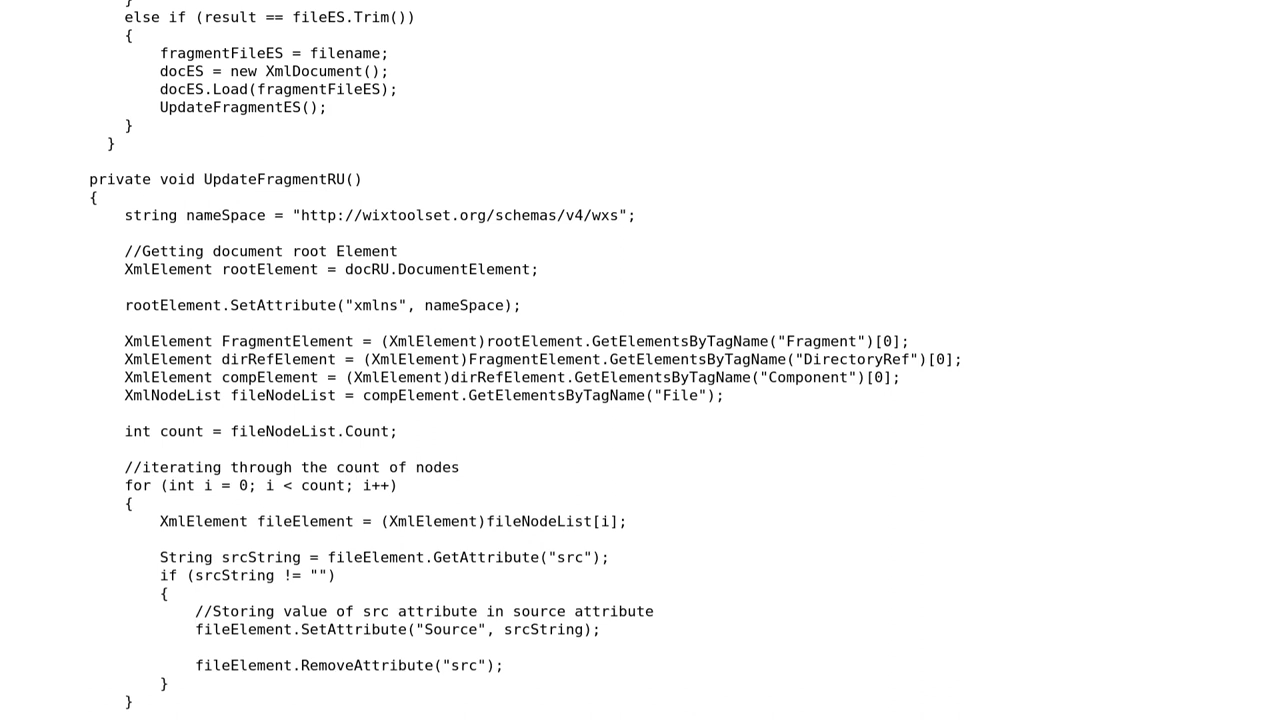 }
else if (result == fileES.Trim())
{
fragmentFileES = filename;
docES = new XmlDocument();
docES.Load(fragmentFileES);
UpdateFragmentES();
}
}
private void UpdateFragmentRU()
{
string nameSpace = "http://wixtoolset.org/schemas/v4/wxs";
//Getting document root Element
XmlElement rootElement = docRU.DocumentElement;
rootElement.SetAttribute("xmlns", nameSpace);
XmlElement FragmentElement = (XmlElement)rootElement.GetElementsByTagName("Fragment")[0];
XmlElement dirRefElement = (XmlElement)FragmentElement.GetElementsByTagName("DirectoryRef")[0];
XmlElement compElement = (XmlElement)dirRefElement.GetElementsByTagName("Component")[0];
XmlNodeList fileNodeList = compElement.GetElementsByTagName("File");
int count = fileNodeList.Count;
//iterating through the count of nodes
for (int i = 0; i < count; i++)
{
XmlElement fileElement = (XmlElement)fileNodeList[i];
String srcString = fileElement.GetAttribute("src");
if (srcString != "")
{
//Storing value of src attribute in source attribute
fileElement.SetAttribute("Source", srcString);
fileElement.RemoveAttribute("src");
}
}